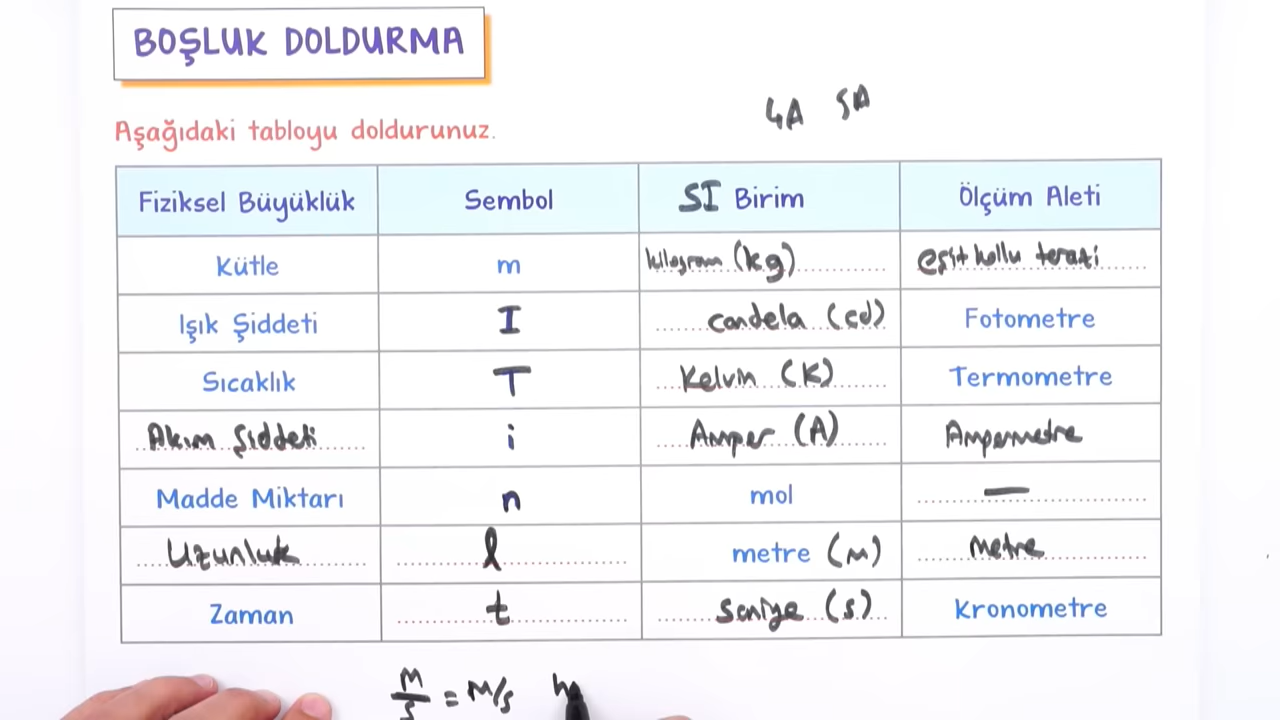 BOŞLUK DOLDURMA
4A 5A
Aşağıdaki tabloyu doldurunuz.
Fiziksel Büyüklük Sembol SI Birim Ölçüm Aleti
Kütle m kilogram (kg) eşit kollu terazi
Işık Şiddeti I candela (cd) Fotometre
Sıcaklık T Kelvin (K) Termometre
Akım Şiddeti i Amper (A) Ampermetre
Madde Miktarı n mol —
Uzunluk l metre (m) metre
Zaman t Saniye (s) Kronometre
m/s = m/s